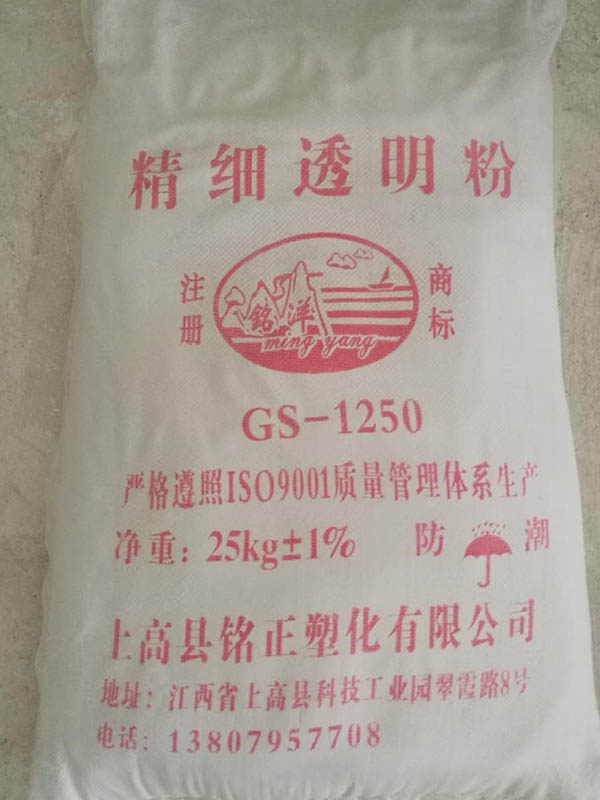 精细透明粉
注册
铭洋
ming yang
商标
GS-1250
严格遵照ISO9001质量管理体系生产
净重：25kg±1% 防潮
上高县铭正塑化有限公司
地址：江西省上高县科技工业园翠霞路8号
电话：13807957708